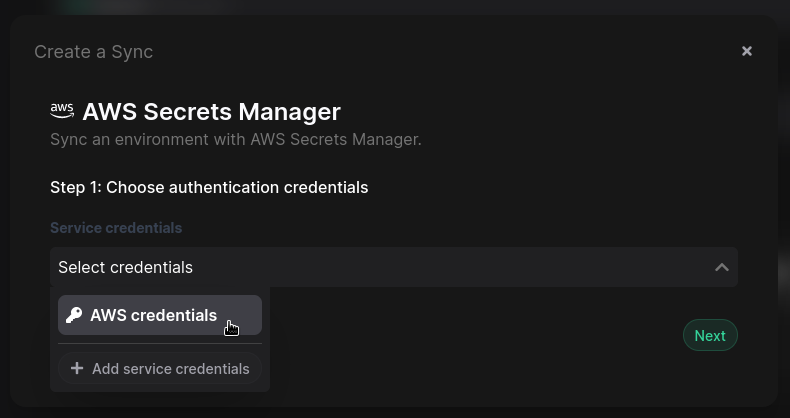 Create a Sync
aws AWS Secrets Manager
Sync an environment with AWS Secrets Manager.
Step 1: Choose authentication credentials
Service credentials
Select credentials
AWS credentials
Next
Add service credentials